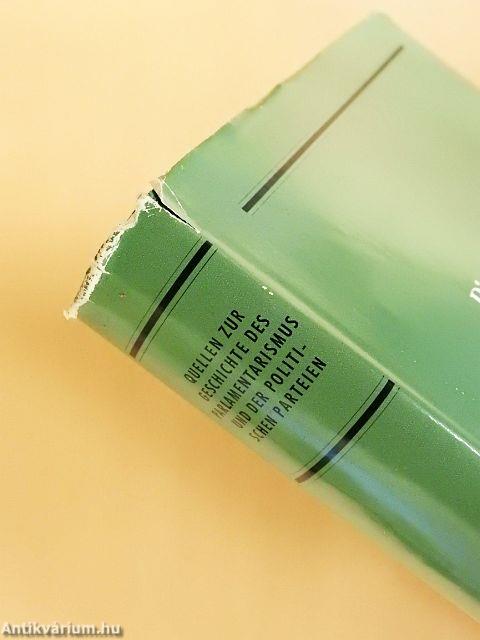 QUELLEN ZUR
GESCHICHTE DES
PARLAMENTARISMUS
UND DER POLITI-
SCHEN PARTEIEN
Antikvárium.hu